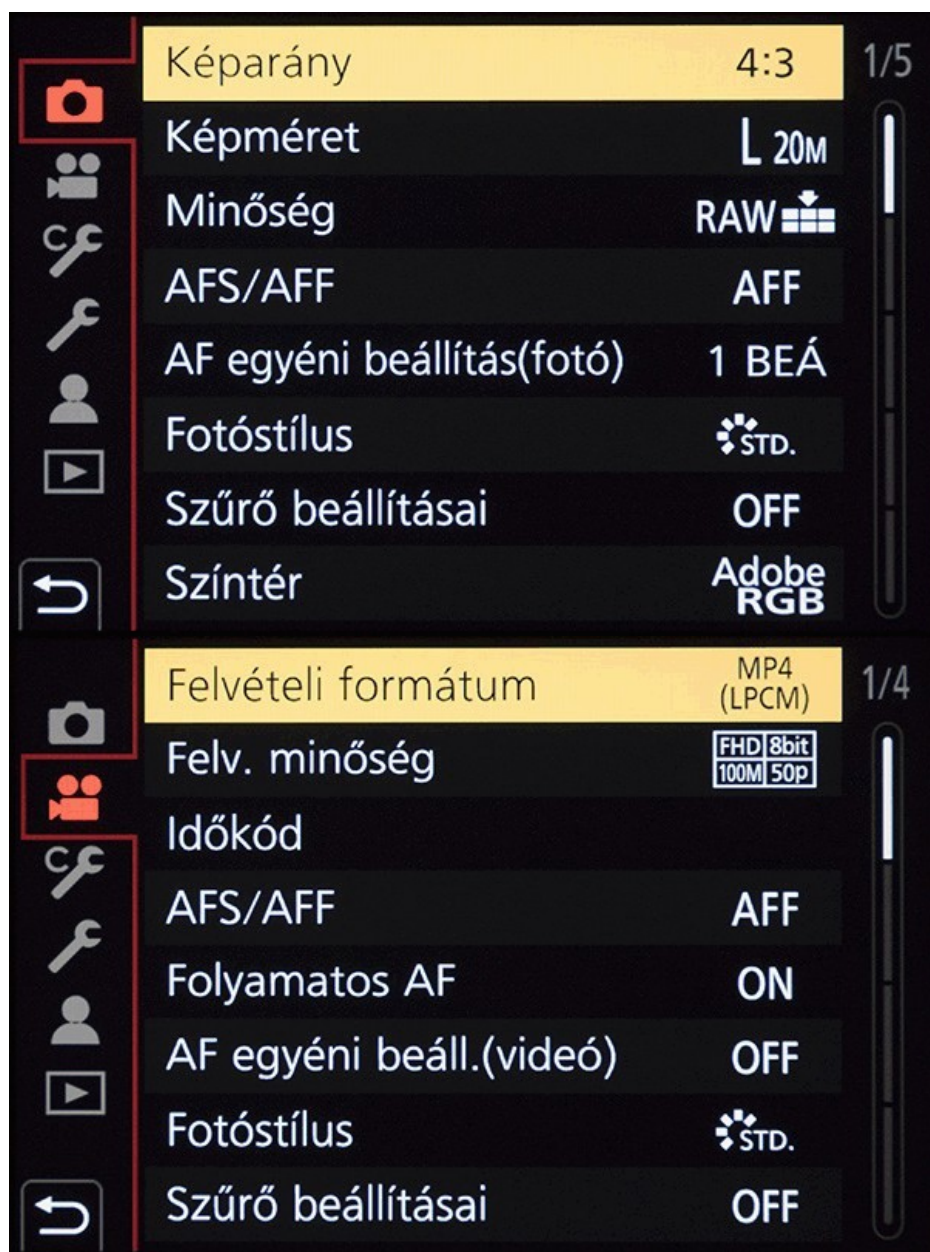 Képarány 4:3 1/5
Képméret L 20M
Minőség RAW
AFS/AFF AFF
AF egyéni beállítás(fotó) 1 BEÁ
Fotóstílus STD.
Szűrő beállításai OFF
Színtér Adobe RGB
Felvételi formátum MP4 (LPCM) 1/4
Felv. minőség FHD 8bit 100M 50p
Időkód
AFS/AFF AFF
Folyamatos AF ON
AF egyéni beáll.(videó) OFF
Fotóstílus STD.
Szűrő beállításai OFF